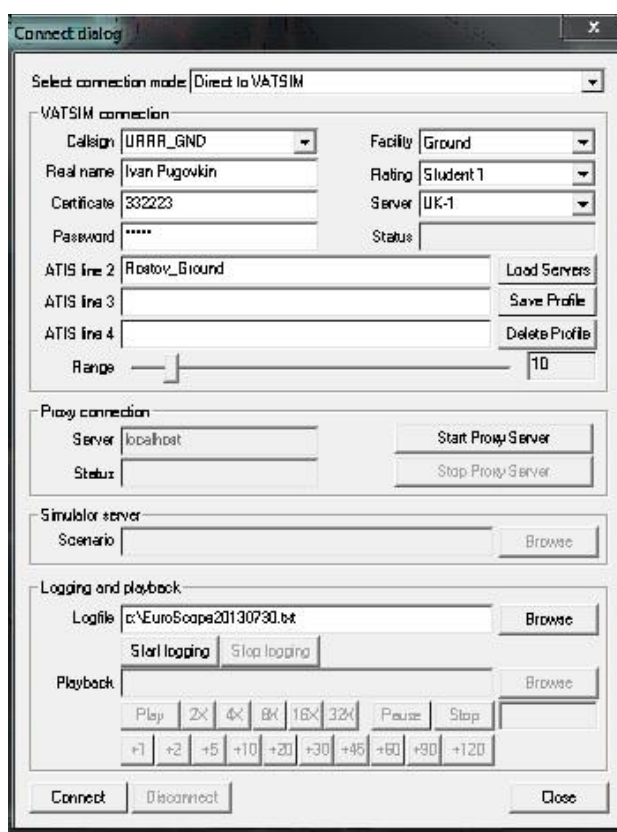 Connect dialog
x
Select connection mode Direct to VATSIM
VATSIM connection
Callsign URRR_GND Facility Ground
Real name Ivan Pugovkin Rating Student 1
Certificate 332223 Server UK-1
Password ••••• Status
ATIS line 2 Rostov_Ground Load Servers
ATIS line 3 Save Profile
ATIS line 4 Delete Profile
Range 10
Proxy connection
Server localhost Start Proxy Server
Status Stop Proxy Server
Simulator server
Scenario Browse
Logging and playback
Logfile c:\EuroScope20130730.txt Browse
Start logging Stop logging
Playback Browse
Play 2X 4X 8X 16X 32X Pause Stop
+1 +2 +5 +10 +20 +30 +45 +60 +90 +120
Connect Disconnect Close